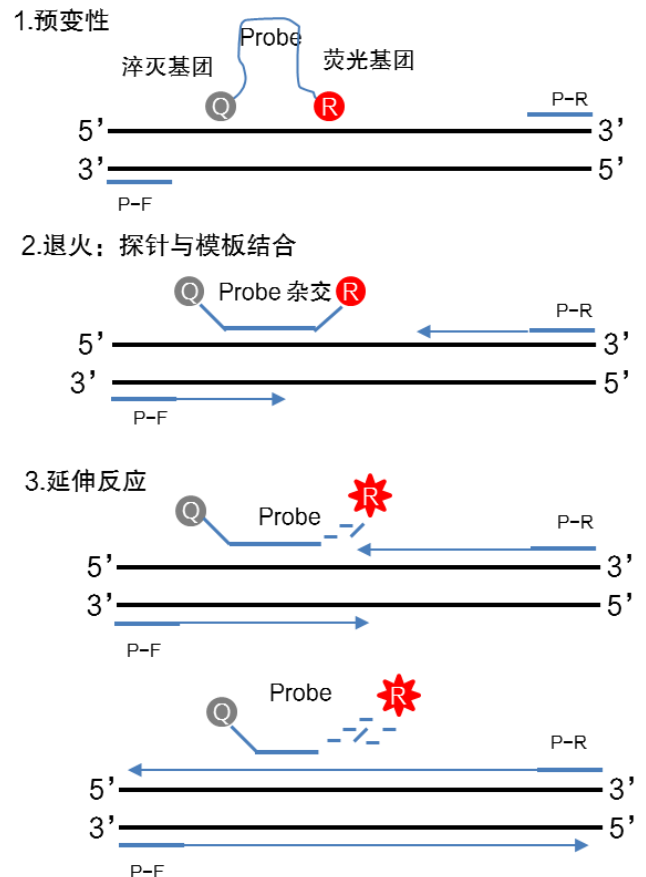 1.预变性
Probe
淬灭基团
荧光基团
Q
R
P-R
5’
3’
3’
5’
P-F
2.退火：探针与模板结合
Q
Probe 杂交
R
P-R
5’
3’
3’
5’
P-F
3.延伸反应
R
Q
Probe
P-R
5’
3’
3’
5’
P-F
Probe
R
Q
P-R
5’
3’
3’
5’
P-F